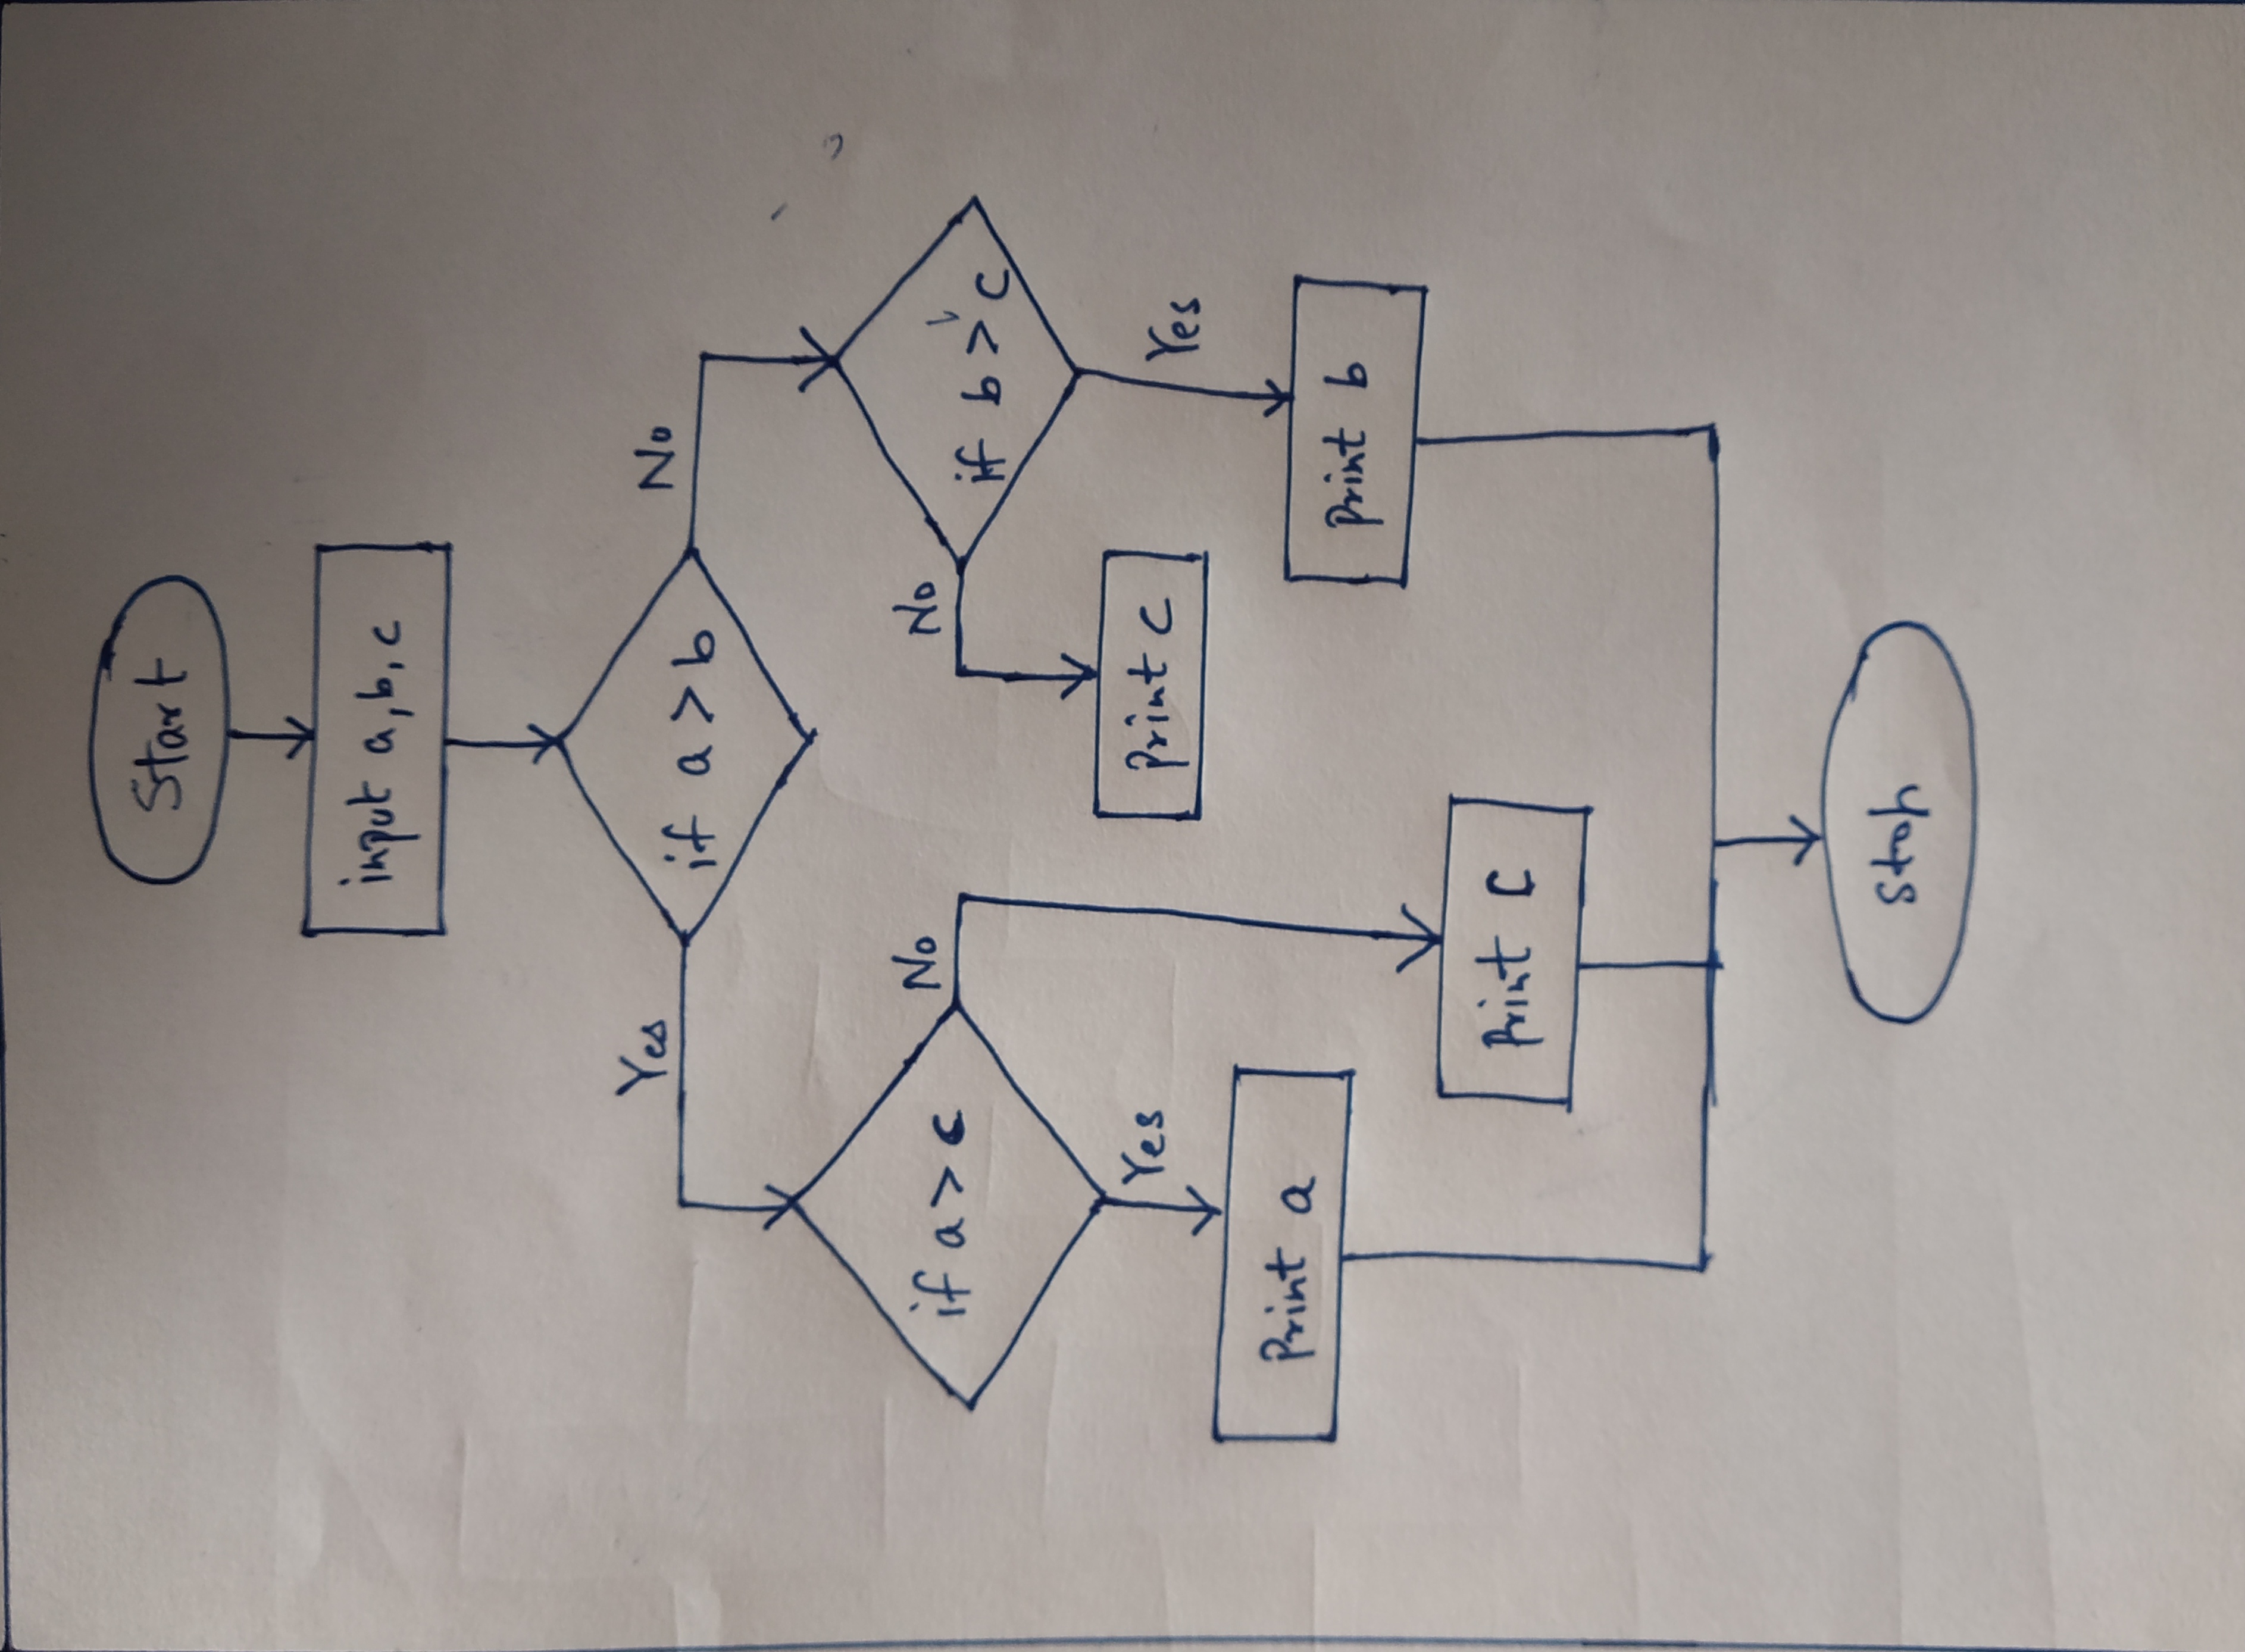 Start
input a, b, c
Yes
No
if a > b
No
No
if a > c
if b > c
Yes
Print c
Yes
Print a
Print b
Print C
Stop